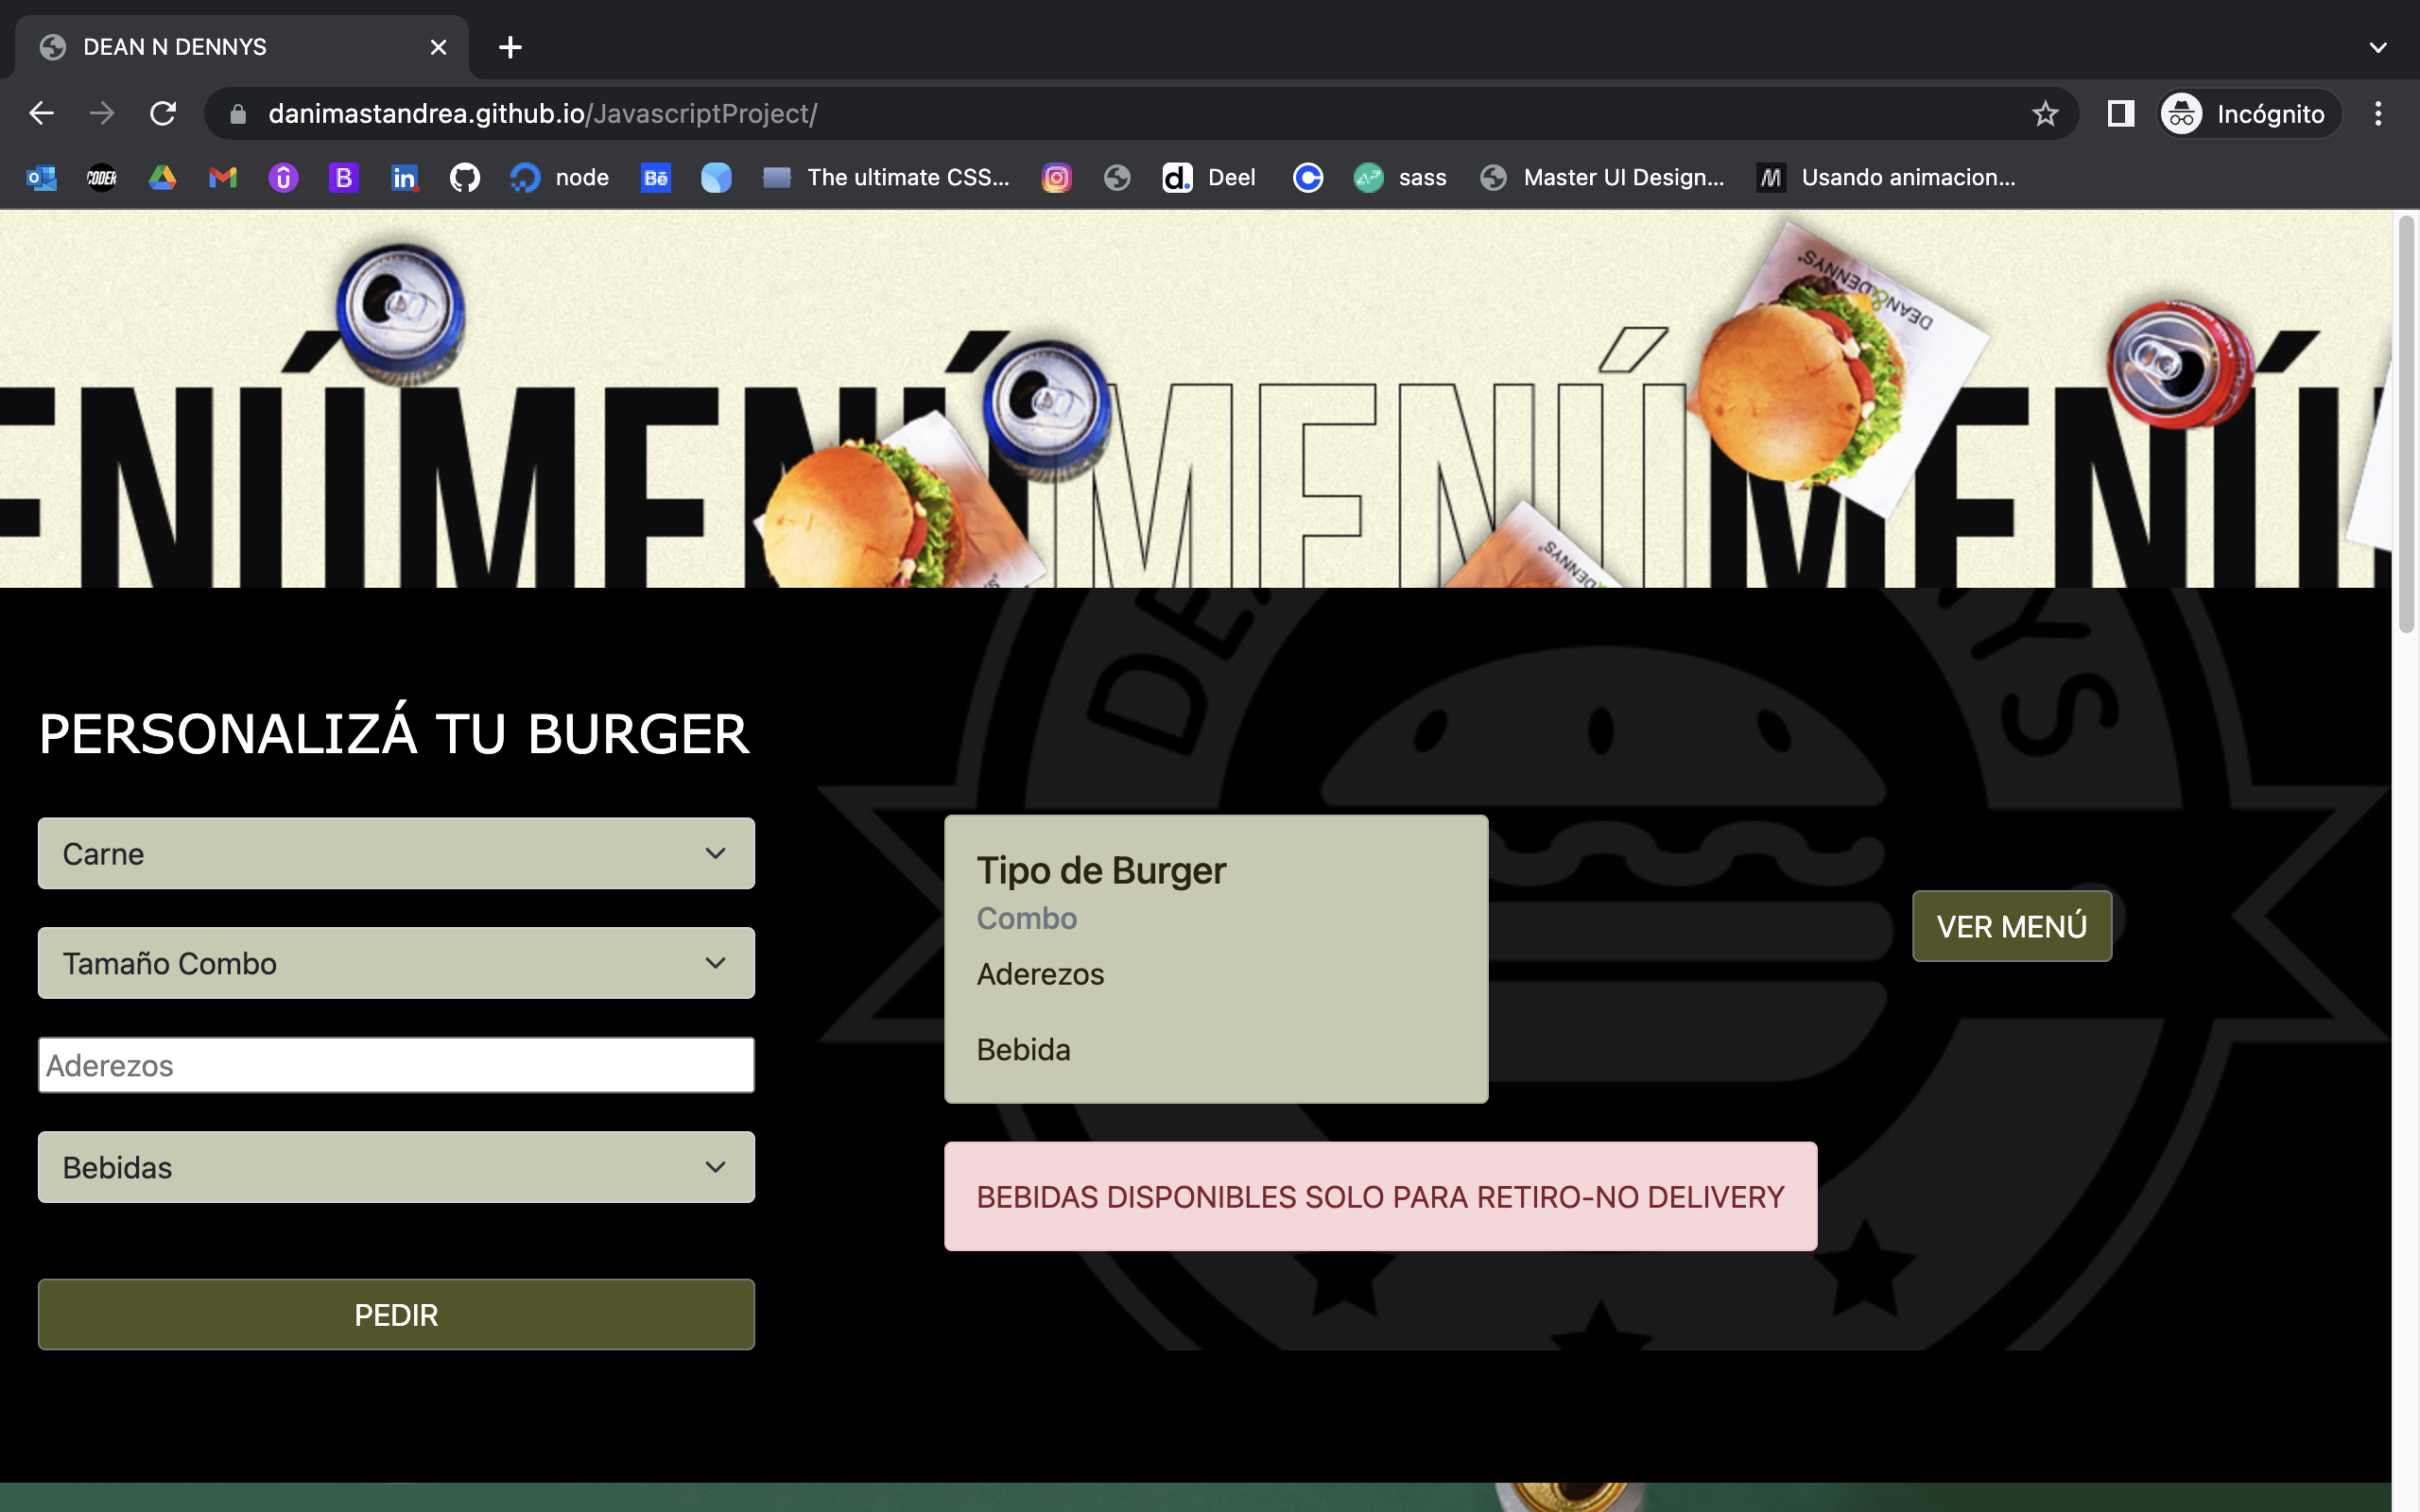 DEAN N DENNYS
danimastandrea.github.io/JavascriptProject/
Incógnito
CODER
node
The ultimate CSS...
Deel
sass
Master UI Design...
Usando animacion...
DEAN&DENNYS
ENÚMENÚMENÚMENÚ
PERSONALIZÁ TU BURGER
Carne
Tamaño Combo
Aderezos
Bebidas
PEDIR
Tipo de Burger
Combo
Aderezos
Bebida
VER MENÚ
BEBIDAS DISPONIBLES SOLO PARA RETIRO-NO DELIVERY